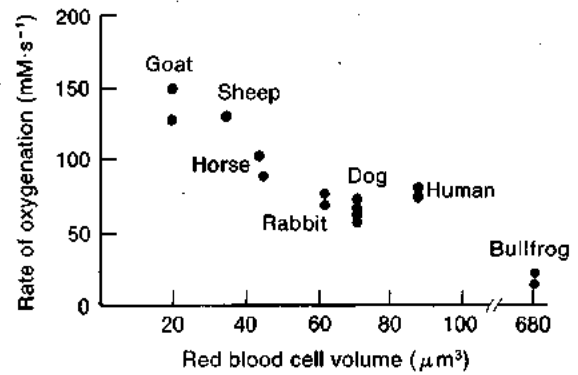 Rate of oxygenation (mM·s⁻¹)
200
150
100
50
0
Goat
Sheep
Horse
Rabbit
Dog
Human
Bullfrog
20 40 60 80 100 680
Red blood cell volume (μm³)